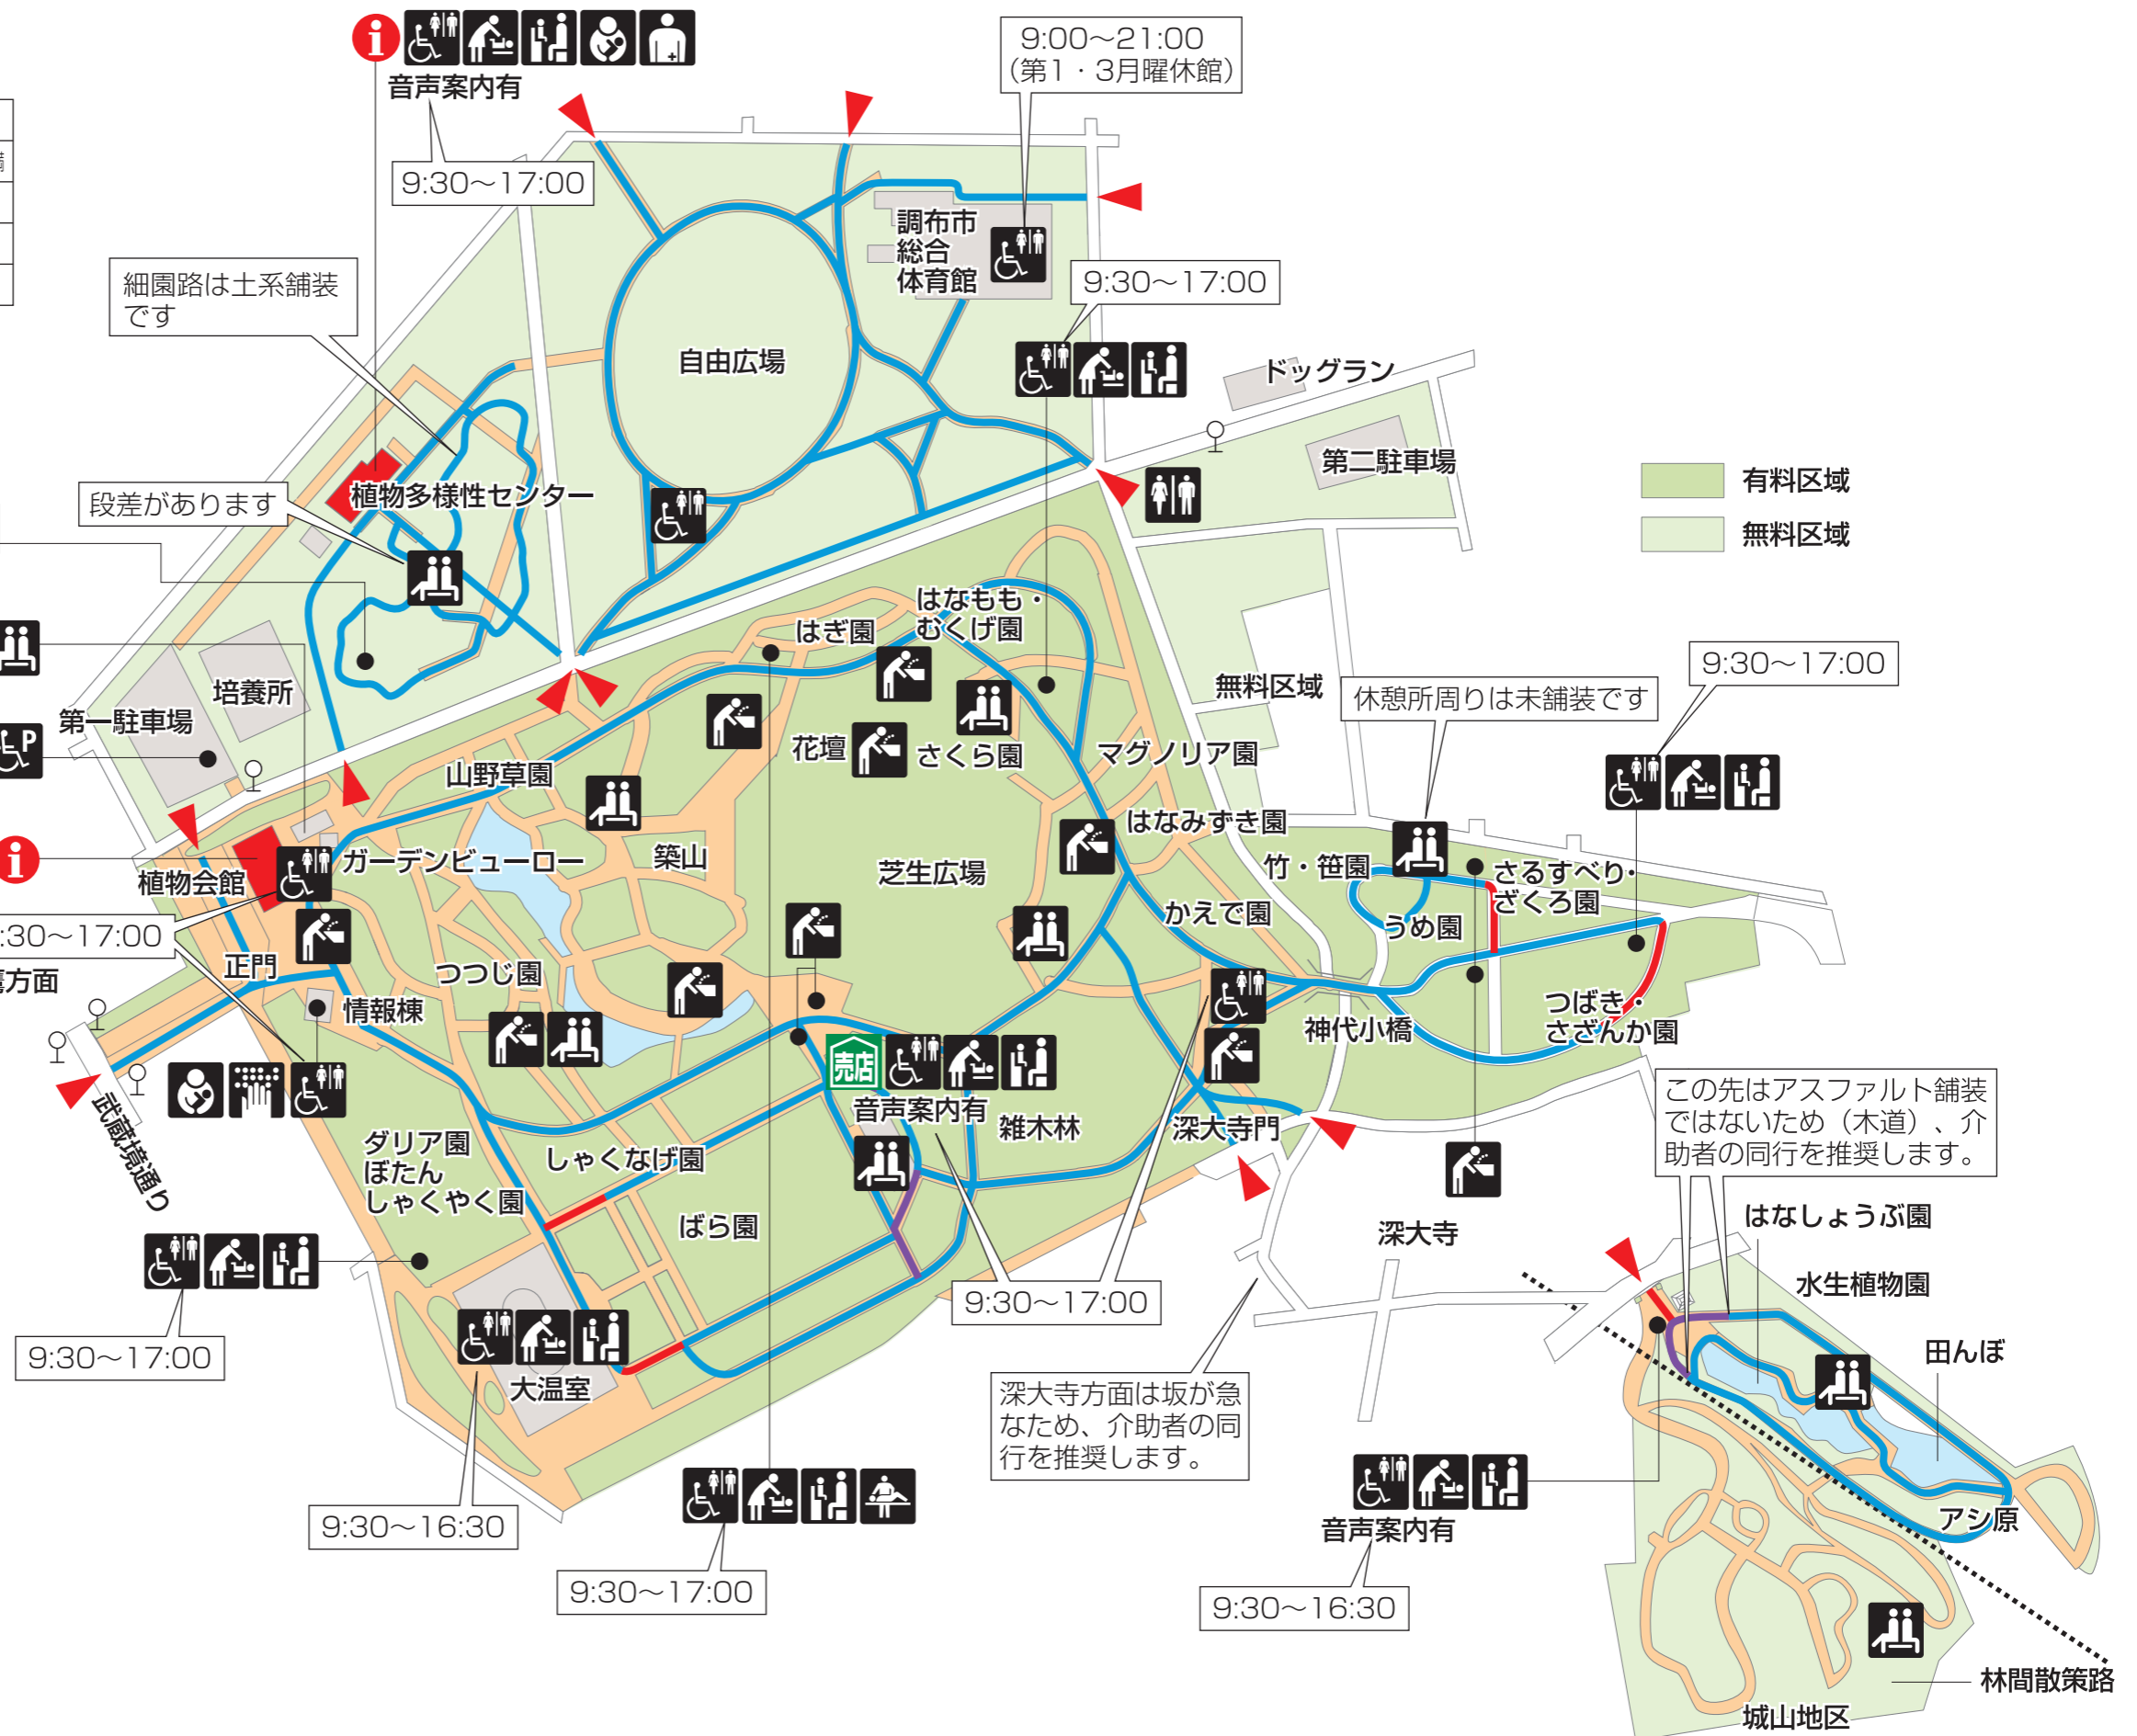 音声案内有
9:00〜21:00
(第1・3月曜休館)
9:30〜17:00
調布市
総合
体育館
9:30〜17:00
細園路は土系舗装
です
自由広場
ドッグラン
第二駐車場
有料区域
無料区域
段差があります
植物多様性センター
はなもも・
むくげ園
はぎ園
無料区域
9:30〜17:00
休憩所周りは未舗装です
培養所
第一駐車場
P
花壇
さくら園
マグノリア園
山野草園
はなみずき園
ガーデンビューロー
築山
芝生広場
竹・笹園
さるすべり・
ざくろ園
植物会館
かえで園
うめ園
:30〜17:00
方面
正門
つつじ園
情報棟
つばき・
さざんか園
神代小橋
売店
音声案内有
雑木林
深大寺門
この先はアスファルト舗装
ではないため（木道）、介
助者の同行を推奨します。
武蔵境通り
ダリア園
ぼたん
しゃくやく園
しゃくなげ園
ばら園
深大寺
はなしょうぶ園
水生植物園
9:30〜17:00
9:30〜17:00
田んぼ
大温室
深大寺方面は坂が急
なため、介助者の同
行を推奨します。
9:30〜16:30
音声案内有
アシ原
9:30〜17:00
9:30〜16:30
林間散策路
城山地区